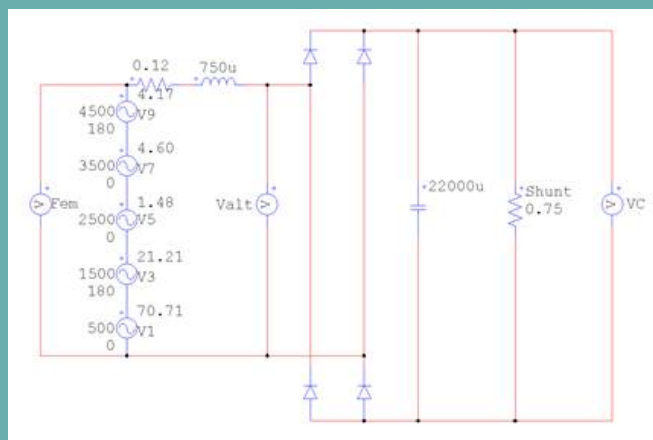 0.12 750u
4.17
4500 V9
180
4.60
3500 V7
0
Fem
1.48
2500 V5
0
Valt
21.21
1500 V3
180
70.71
500 V1
0
22000u
Shunt
0.75
VC
V
V
V